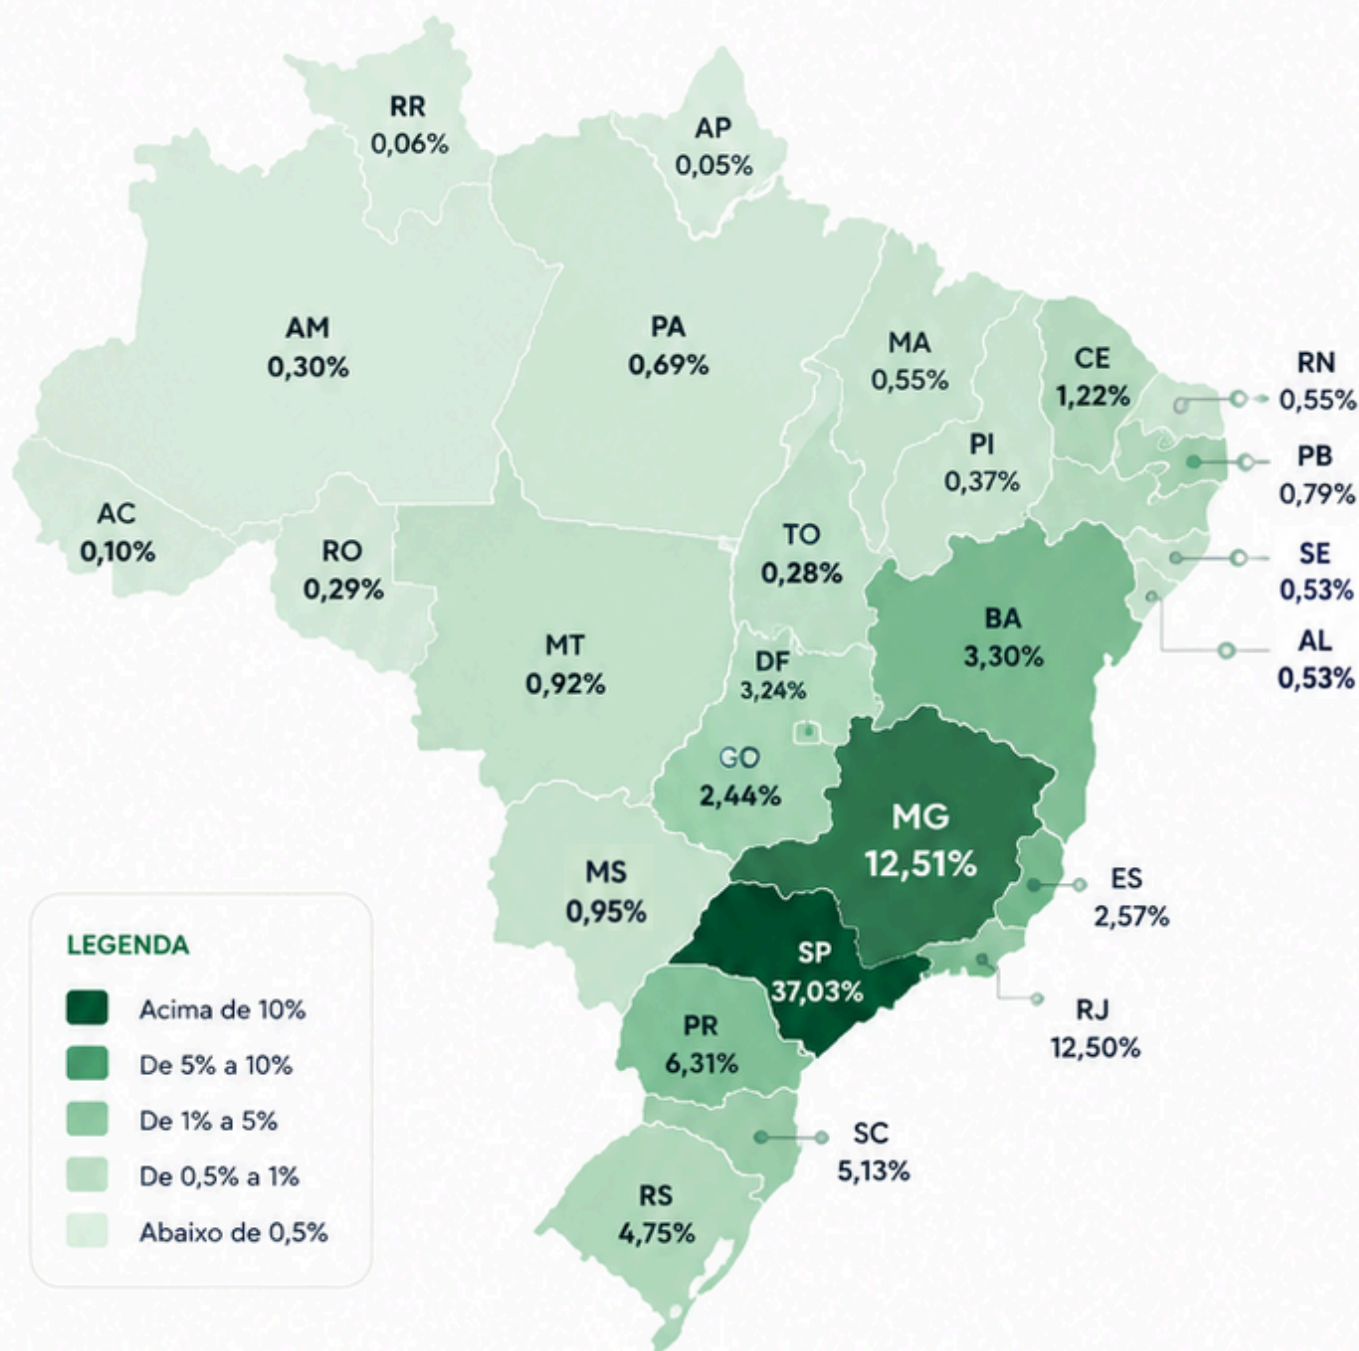 RR
0,06%
AP
0,05%
AM
0,30%
PA
0,69%
MA
0,55%
CE
1,22%
RN
0,55%
PI
0,37%
PB
0,79%
AC
0,10%
RO
0,29%
TO
0,28%
SE
0,53%
BA
3,30%
MT
0,92%
DF
3,24%
AL
0,53%
GO
2,44%
MG
12,51%
MS
0,95%
ES
2,57%
SP
37,03%
RJ
12,50%
PR
6,31%
SC
5,13%
RS
4,75%
LEGENDA
Acima de 10%
De 5% a 10%
De 1% a 5%
De 0,5% a 1%
Abaixo de 0,5%